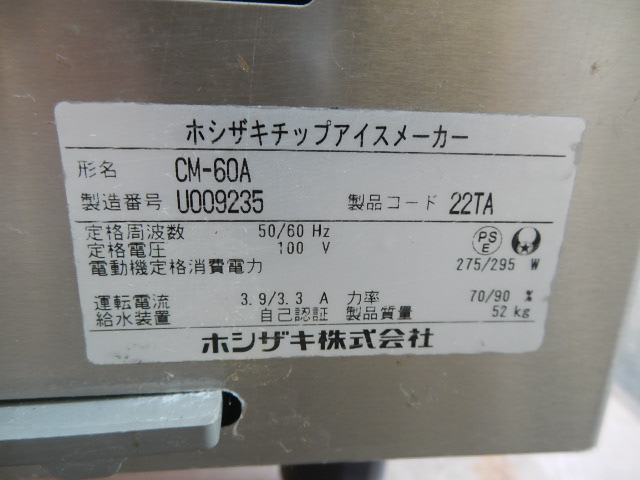 ホシザキチップアイスメーカー
形名 CM-60A
製造番号 U009235 製品コード 22TA
定格周波数 50/60 Hz PSE
定格電圧 100 V
電動機定格消費電力 275/295 W
運転電流 3.9/3.3 A 力率 70/90 %
給水装置 自己認証 製品質量 52 kg
ホシザキ株式会社